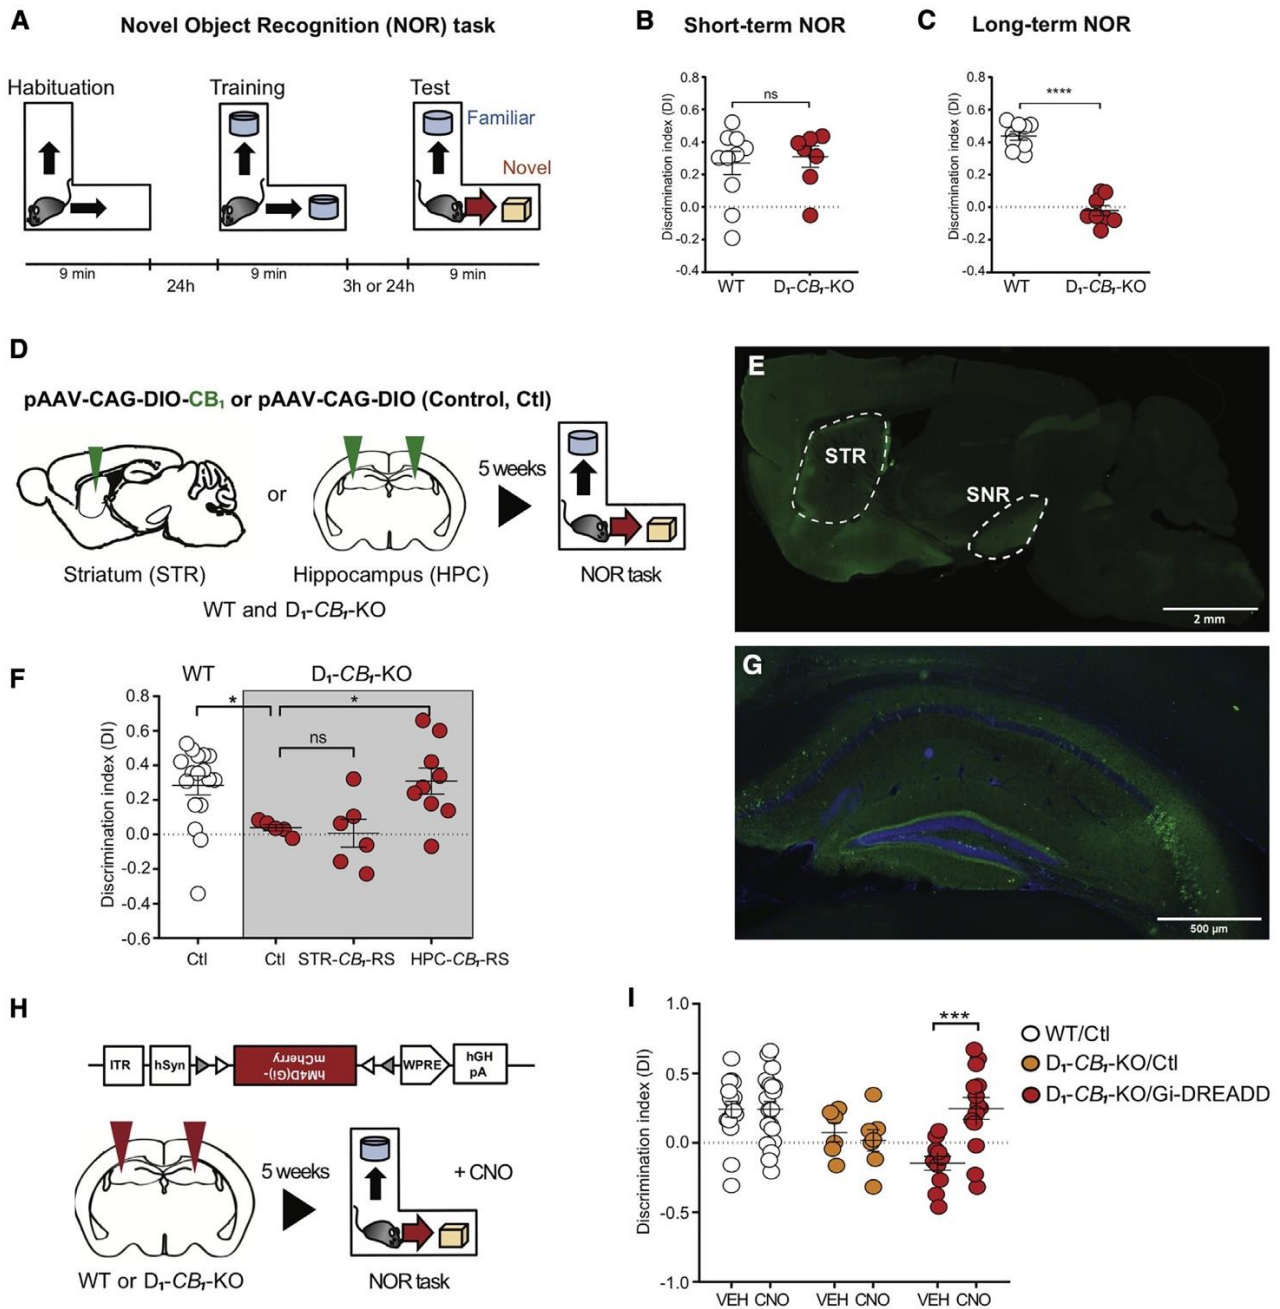 A
Novel Object Recognition (NOR) task
Habituation
Training
Test
Familiar
Novel
9 min
24h
9 min
3h or 24h
9 min
B
Short-term NOR
Discrimination index (DI)
0.8
0.6
0.4
0.2
0.0
-0.2
-0.4
ns
WT
D₁-CB₁-KO
C
Long-term NOR
Discrimination index (DI)
0.8
0.6
0.4
0.2
0.0
-0.2
-0.4
****
WT
D₁-CB₁-KO
D
pAAV-CAG-DIO-CB₁ or pAAV-CAG-DIO (Control, Ctl)
or
5 weeks
Striatum (STR)
Hippocampus (HPC)
NOR task
WT and D₁-CB₁-KO
E
STR
SNR
2 mm
F
WT
D₁-CB₁-KO
Discrimination index (DI)
0.8
0.6
0.4
0.2
0.0
-0.2
-0.4
-0.6
*
*
ns
Ctl
Ctl
STR-CB₁-RS
HPC-CB₁-RS
G
500 µm
H
ITR
hSyn
hM4D(Gi)-
mCherry
WPRE
hGH
pA
5 weeks
+ CNO
WT or D₁-CB₁-KO
NOR task
I
Discrimination index (DI)
1.0
0.5
0.0
-0.5
-1.0
***
VEH CNO
VEH CNO
VEH CNO
WT/Ctl
D₁-CB₁-KO/Ctl
D₁-CB₁-KO/Gi-DREADD